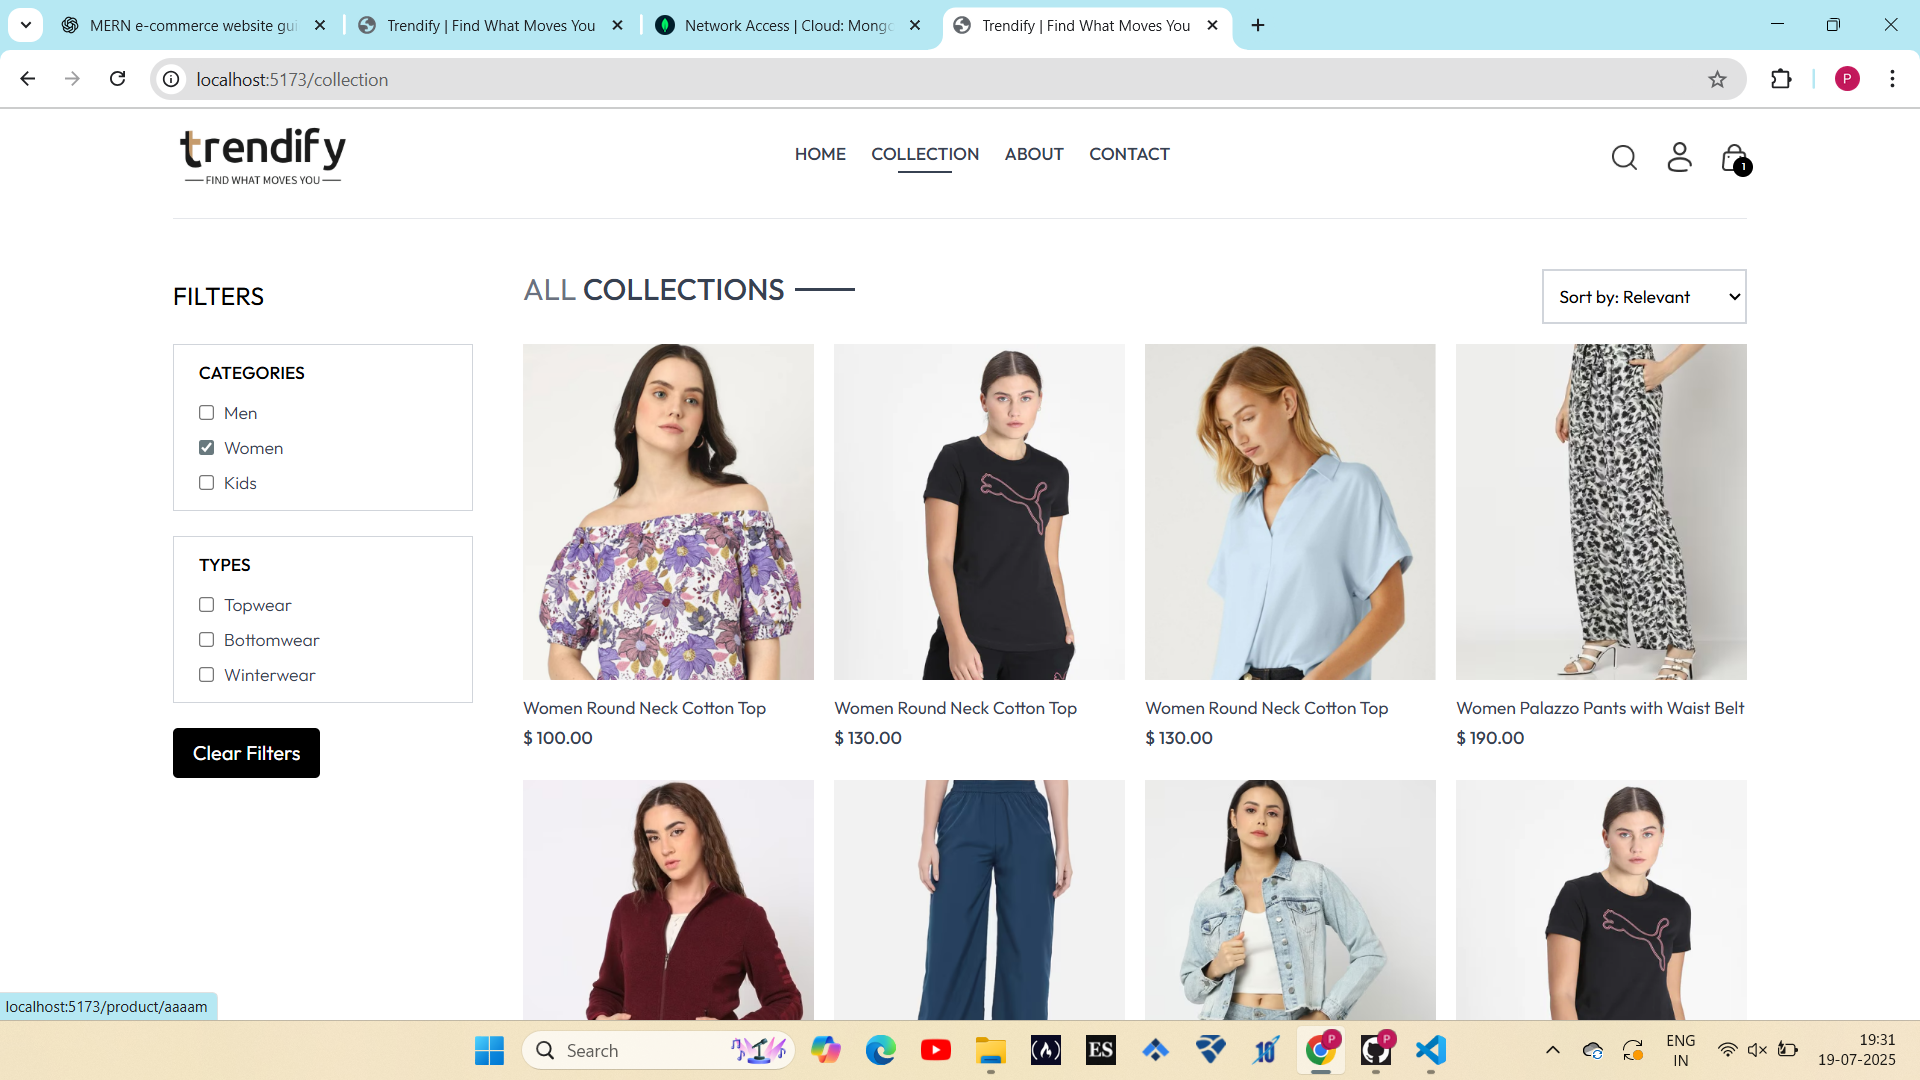 MERN e-commerce website gui
Trendify | Find What Moves You
Network Access | Cloud: Mongo
Trendify | Find What Moves You
localhost:5173/collection
P
trendify
FIND WHAT MOVES YOU
HOME
COLLECTION
ABOUT
CONTACT
1
FILTERS
ALL COLLECTIONS
Sort by: Relevant
CATEGORIES
Men
Women
Kids
TYPES
Topwear
Bottomwear
Winterwear
Clear Filters
Women Round Neck Cotton Top
$ 100.00
Women Round Neck Cotton Top
$ 130.00
Women Round Neck Cotton Top
$ 130.00
Women Palazzo Pants with Waist Belt
$ 190.00
localhost:5173/product/aaaam
Search
ES
10
P
P
ENG
IN
19:31
19-07-2025